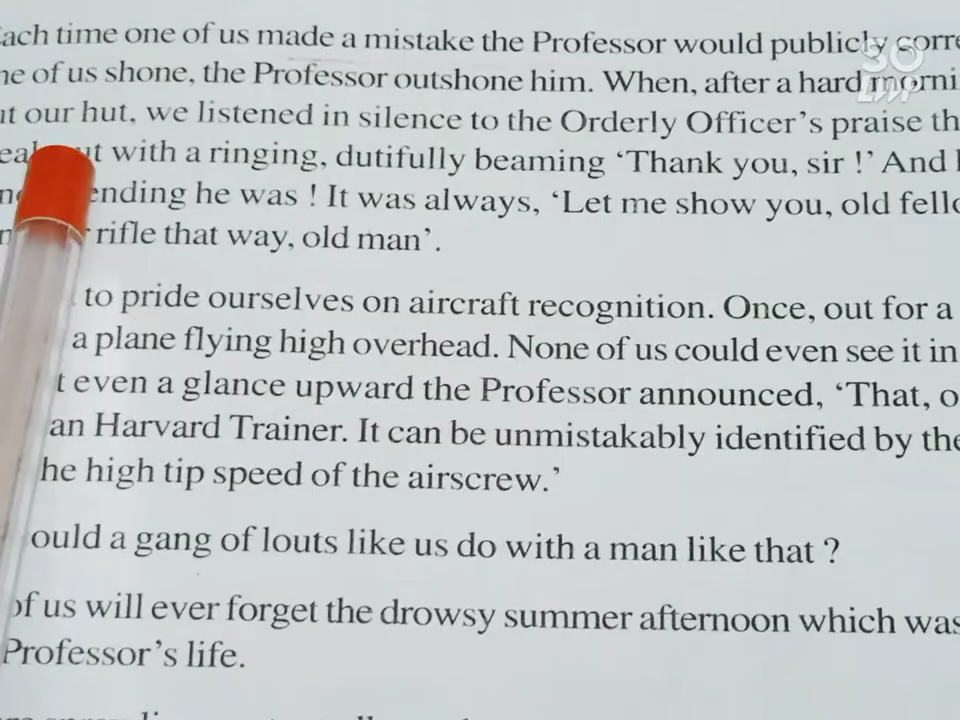 ach time one of us made a mistake the Professor would publicly corre
ne of us shone, the Professor outshone him. When, after a hard morni
ut our hut, we listened in silence to the Orderly Officer's praise th
with a ringing, dutifully beaming ‘Thank you, sir !’ And
ending he was ! It was always, ‘Let me show you, old fello
rifle that way, old man’.
to pride ourselves on aircraft recognition. Once, out for a
a plane flying high overhead. None of us could even see it in
t even a glance upward the Professor announced, ‘That, o
an Harvard Trainer. It can be unmistakably identified by the
he high tip speed of the airscrew.’
ould a gang of louts like us do with a man like that ?
of us will ever forget the drowsy summer afternoon which was
Professor's life.